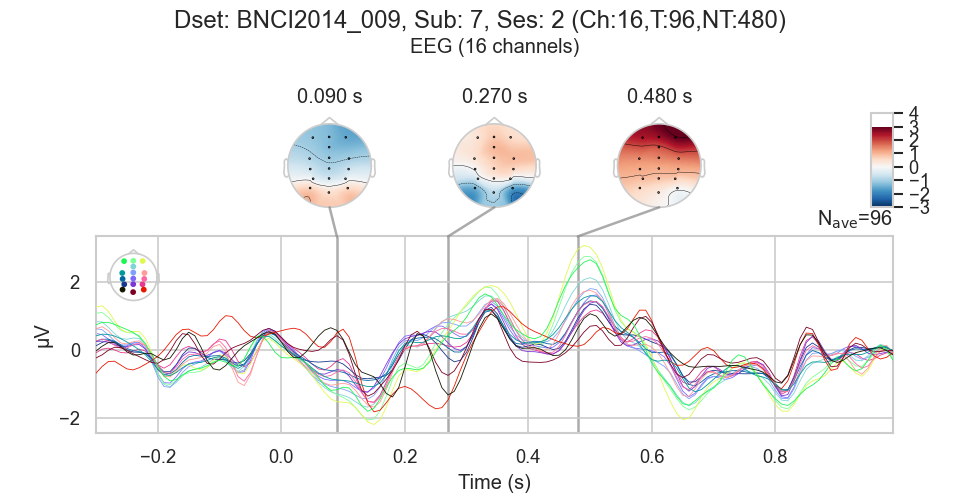 Dset: BNCI2014_009, Sub: 7, Ses: 2 (Ch:16,T:96,NT:480)
EEG (16 channels)
0.090 s 0.270 s 0.480 s
4
3
2
1
0
−1
−2
−3
Nave=96
2
0
−2
µV
−0.2 0.0 0.2 0.4 0.6 0.8
Time (s)